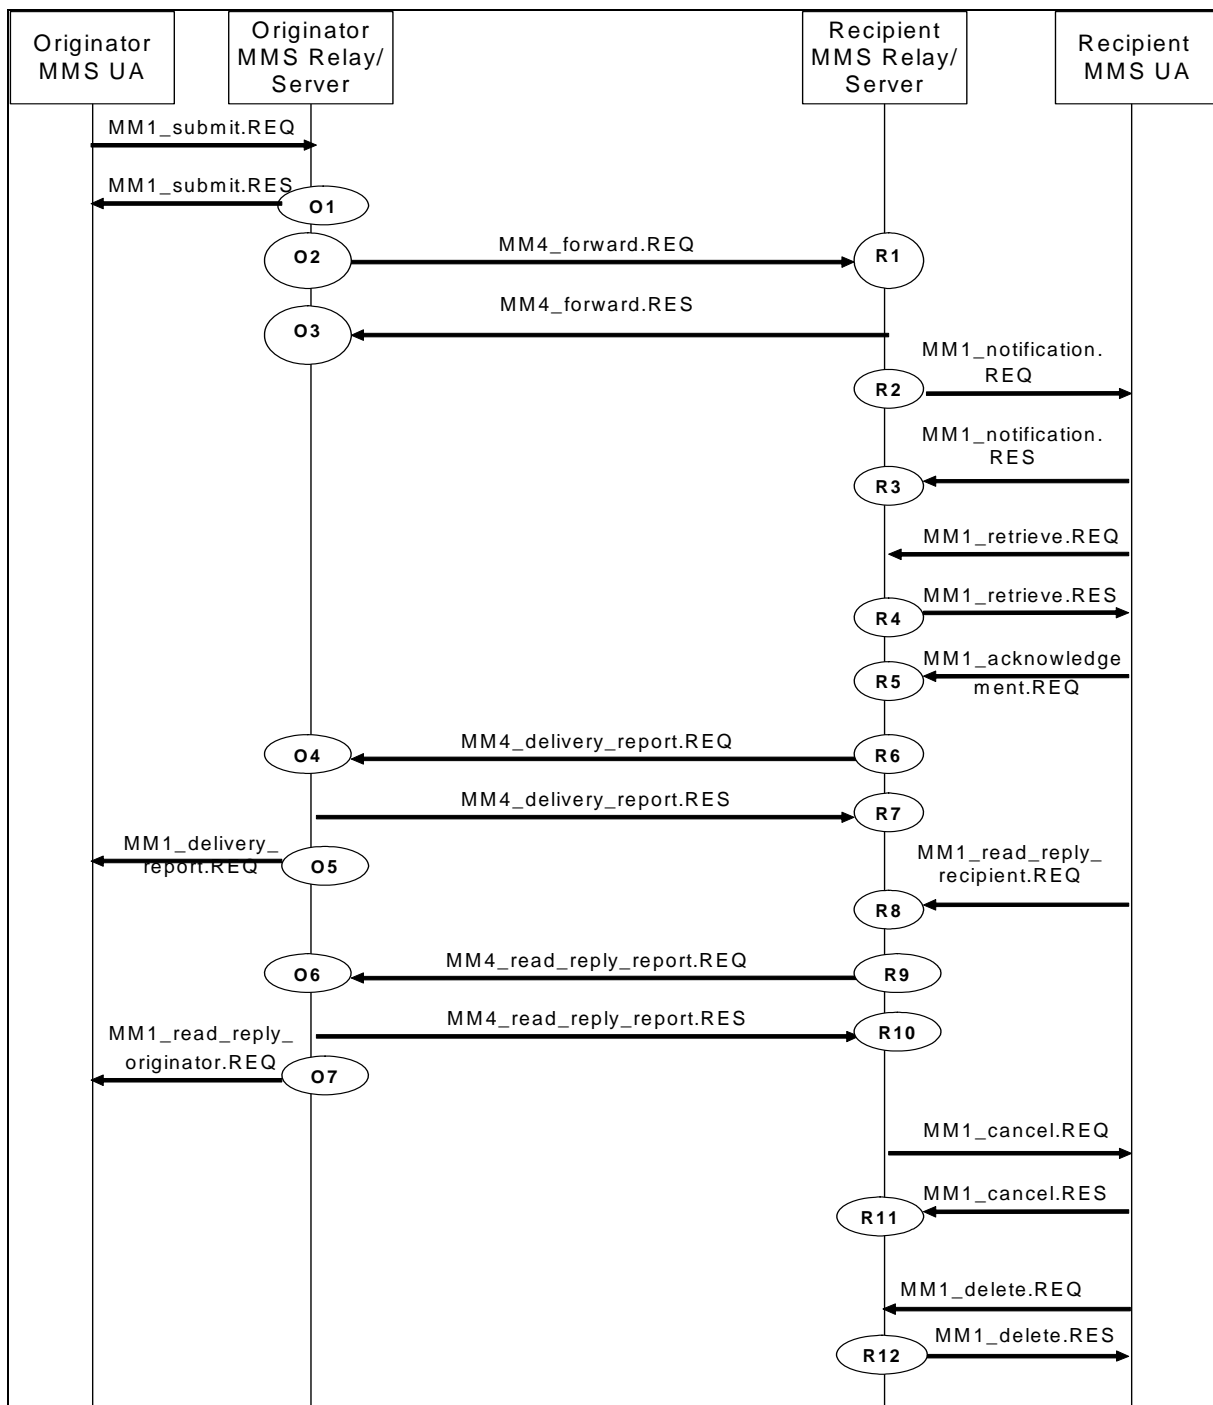 Originator
MMS UA
Originator
MMS Relay/
Server
Recipient
MMS Relay/
Server
Recipient
MMS UA
MM1_submit.REQ
MM1_submit.RES
O1
O2
MM4_forward.REQ
R1
MM4_forward.RES
O3
MM1_notification.
REQ
R2
MM1_notification.
RES
R3
MM1_retrieve.REQ
MM1_retrieve.RES
R4
MM1_acknowledge
ment.REQ
R5
MM4_delivery_report.REQ
O4
R6
MM4_delivery_report.RES
R7
MM1_delivery_
report.REQ
O5
MM1_read_reply_
recipient.REQ
R8
MM4_read_reply_report.REQ
O6
R9
MM4_read_reply_report.RES
R10
MM1_read_reply_
originator.REQ
O7
MM1_cancel.REQ
MM1_cancel.RES
R11
MM1_delete.REQ
MM1_delete.RES
R12